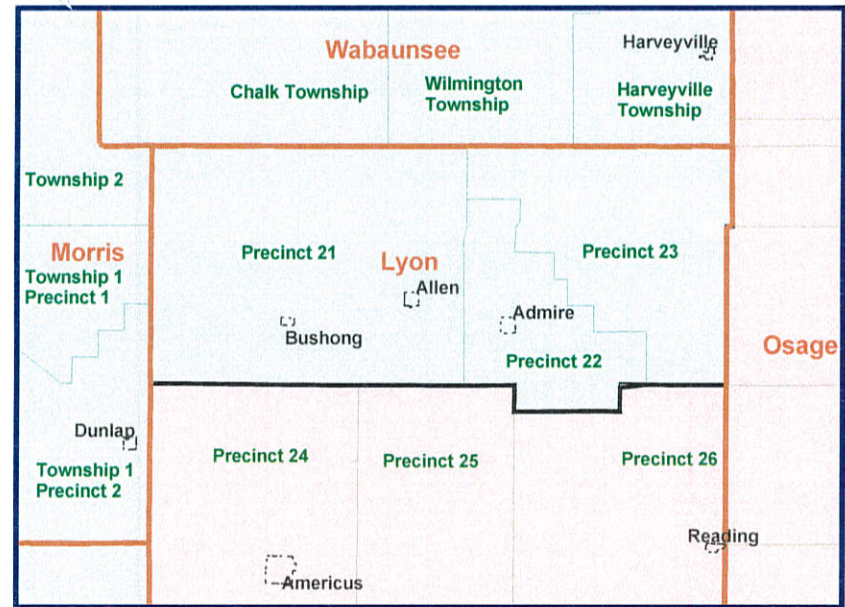 Wabaunsee
Harveyville
Chalk Township
Wilmington
Township
Harveyville
Township
Township 2
Morris
Township 1
Precinct 1
Precinct 21
Lyon
Precinct 23
Allen
Bushong
Admire
Precinct 22
Osage
Dunlap
Township 1
Precinct 2
Precinct 24
Precinct 25
Precinct 26
Reading
Americus